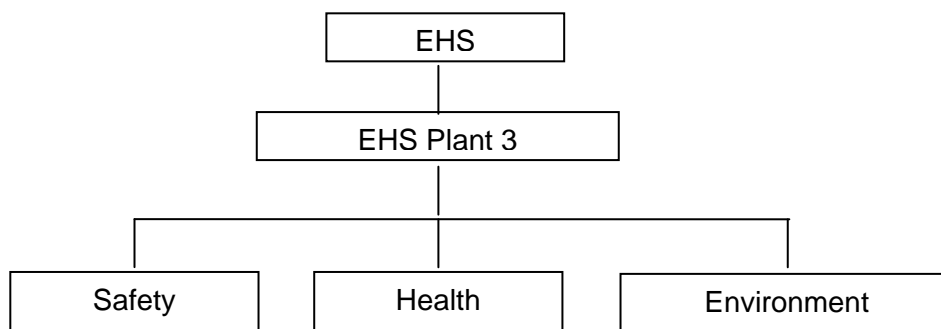 EHS
EHS Plant 3
Safety
Health
Environment